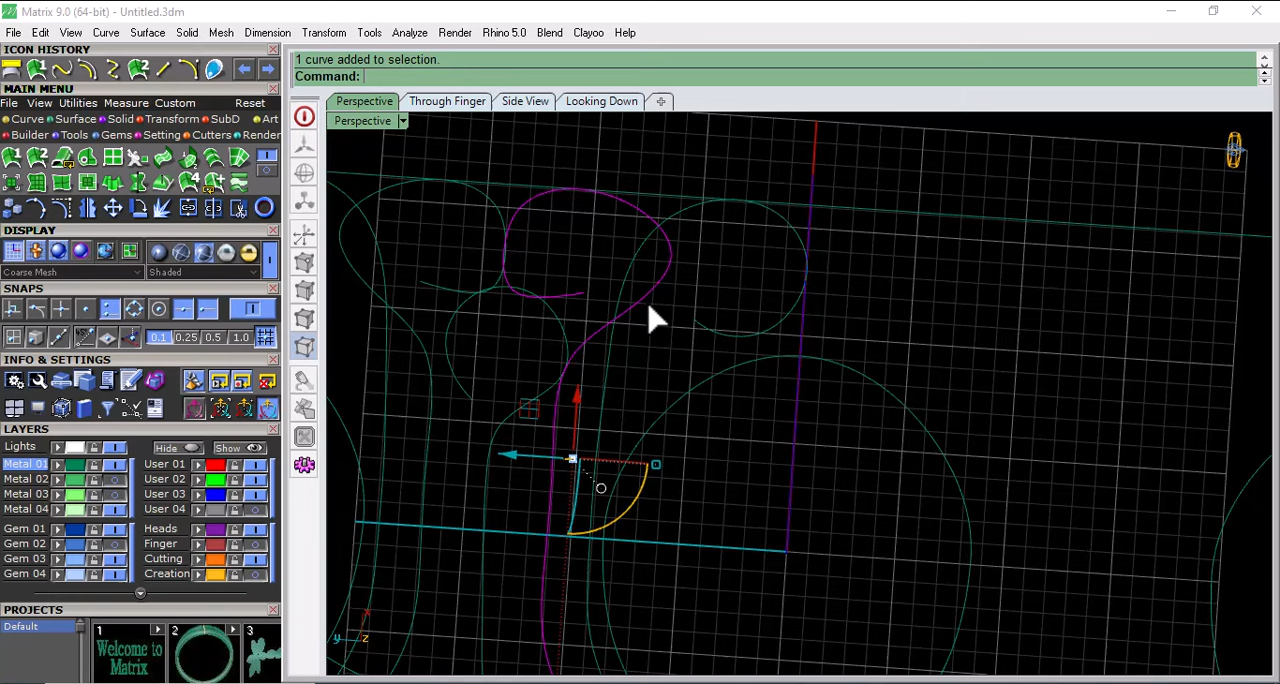 Matrix 9.0 (64-bit) - Untitled.3dm
File Edit View Curve Surface Solid Mesh Dimension Transform Tools Analyze Render Rhino 5.0 Blend Clayoo Help
ICON HISTORY
1 curve added to selection.
Command:
MAIN MENU
File View Utilities Measure Custom Reset
Curve Surface Solid Transform SubD Art
Builder Tools Gems Setting Cutters Render
Perspective Through Finger Side View Looking Down
Perspective
DISPLAY
Coarse Mesh Shaded
SNAPS
0.1 0.25 0.5 1.0
INFO & SETTINGS
LAYERS
Lights Hide Show
Metal 01 User 01
Metal 02 User 02
Metal 03 User 03
Metal 04 User 04
Gem 01 Heads
Gem 02 Finger
Gem 03 Cutting
Gem 04 Creation
PROJECTS
Default
1 2 3
Welcome to
Matrix
x
y
z